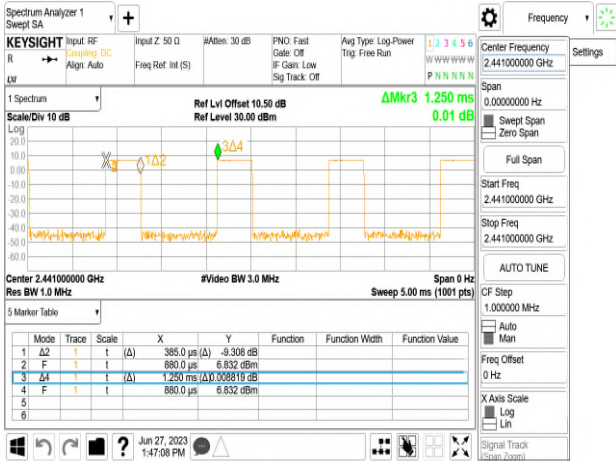 Spectrum Analyzer 1
Swept SA
Frequency
KEYSIGHT
R
Input: RF
Coupling: DC
Align: Auto
Input Z: 50 Ω
Freq Ref: Int (S)
#Atten: 30 dB
PNO: Fast
Gate: Off
IF Gain: Low
Sig Track: Off
Avg Type: Log-Power
Trig: Free Run
1 2 3 4 5 6
W W W W W W
P N N N N N
1 Spectrum
Scale/Div 10 dB
Ref Lvl Offset 10.50 dB
Ref Level 30.00 dBm
ΔMkr3 1.250 ms
0.01 dB
Log
20.0
10.0
0.00
-10.0
-20.0
-30.0
-40.0
-50.0
-60.0
1Δ2
3Δ4
Center 2.441000000 GHz
Res BW 1.0 MHz
#Video BW 3.0 MHz
Span 0 Hz
Sweep 5.00 ms (1001 pts)
5 Marker Table
Mode Trace Scale X Y Function Function Width Function Value
1 Δ2 1 t (Δ) 385.0 µs (Δ) -9.308 dB
2 F 1 t 880.0 µs 6.832 dBm
3 Δ4 1 t (Δ) 1.250 ms (Δ)0.008819 dB
4 F 1 t 880.0 µs 6.832 dBm
5
6
Jun 27, 2023
1:47:08 PM
Center Frequency
2.441000000 GHz
Settings
Span
0.00000000 Hz
Swept Span
Zero Span
Full Span
Start Freq
2.441000000 GHz
Stop Freq
2.441000000 GHz
AUTO TUNE
CF Step
1.000000 MHz
Auto
Man
Freq Offset
0 Hz
X Axis Scale
Log
Lin
Signal Track
(Span Zoom)